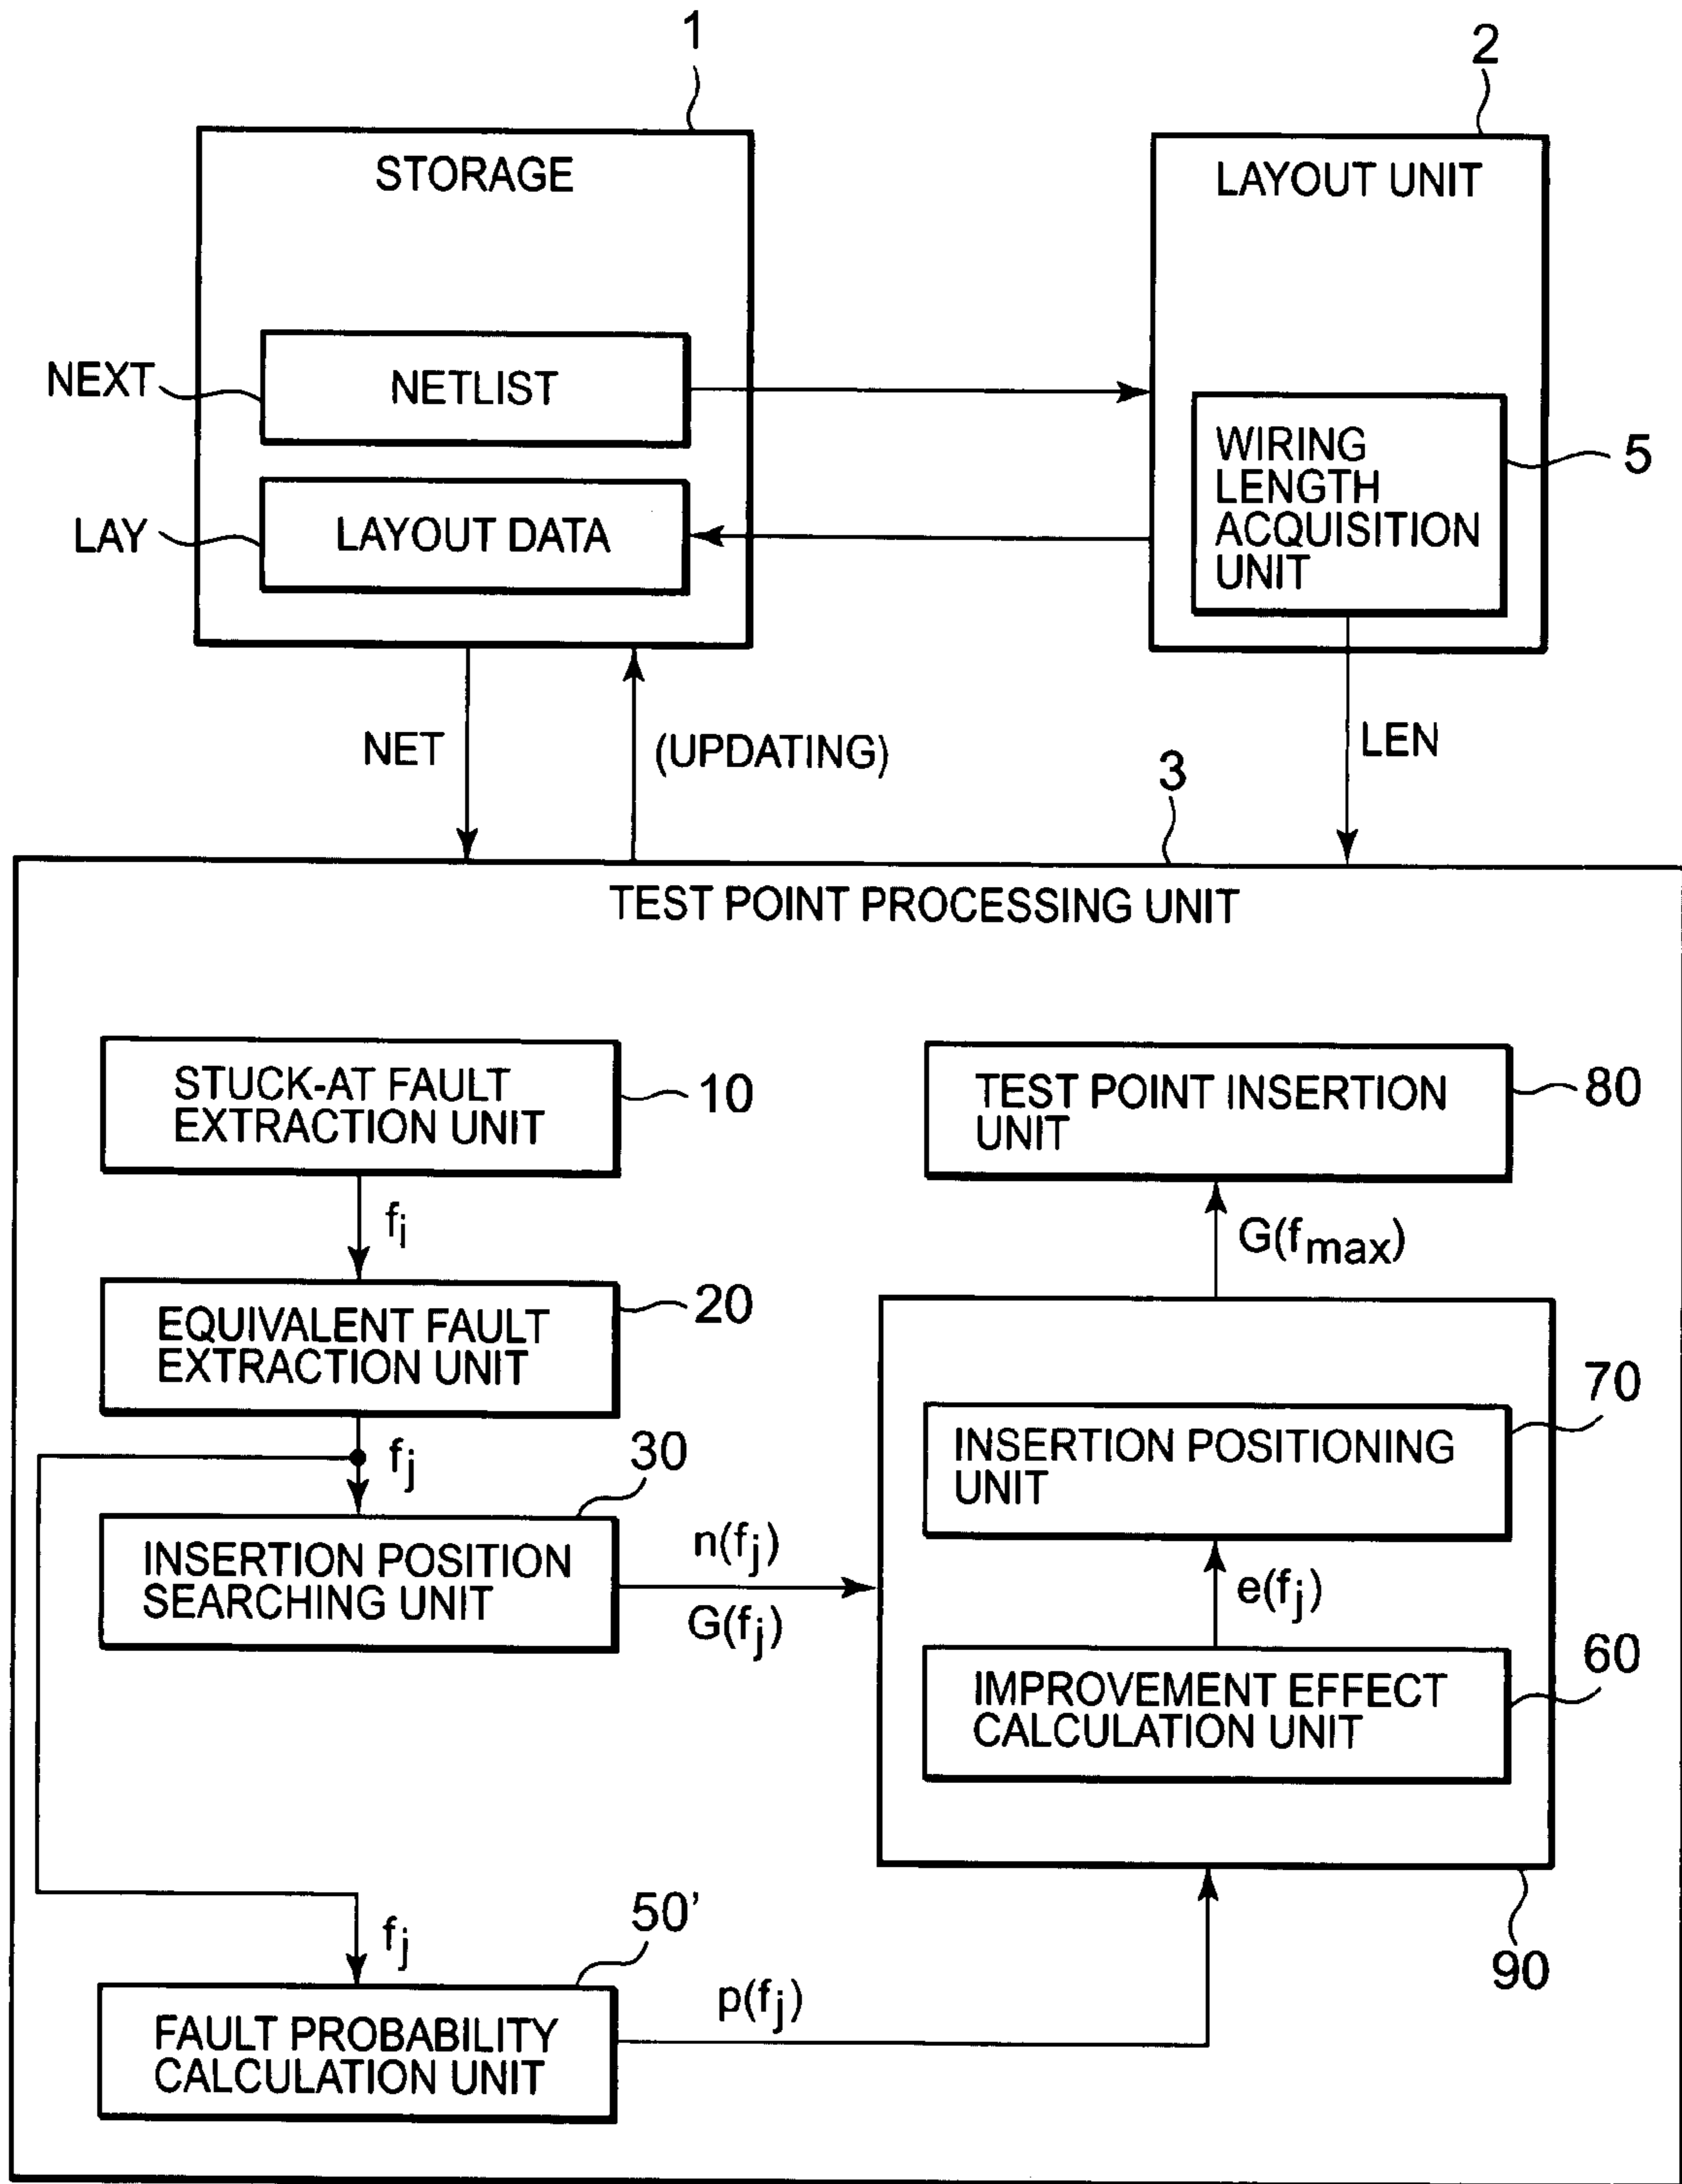 1
2
STORAGE
LAYOUT UNIT
NEXT
NETLIST
WIRING
LENGTH
ACQUISITION
UNIT
5
LAY
LAYOUT DATA
NET
(UPDATING)
LEN
3
TEST POINT PROCESSING UNIT
STUCK-AT FAULT
EXTRACTION UNIT
10
TEST POINT INSERTION
UNIT
80
fi
G(fmax)
EQUIVALENT FAULT
EXTRACTION UNIT
20
70
INSERTION POSITIONING
UNIT
fj
30
INSERTION POSITION
SEARCHING UNIT
n(fj)
G(fj)
e(fj)
60
IMPROVEMENT EFFECT
CALCULATION UNIT
fj
50’
90
FAULT PROBABILITY
CALCULATION UNIT
p(fj)